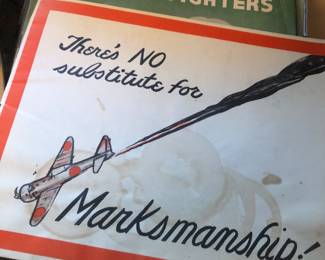 FIGHTERS
There's NO
substitute for
Marksmanship!